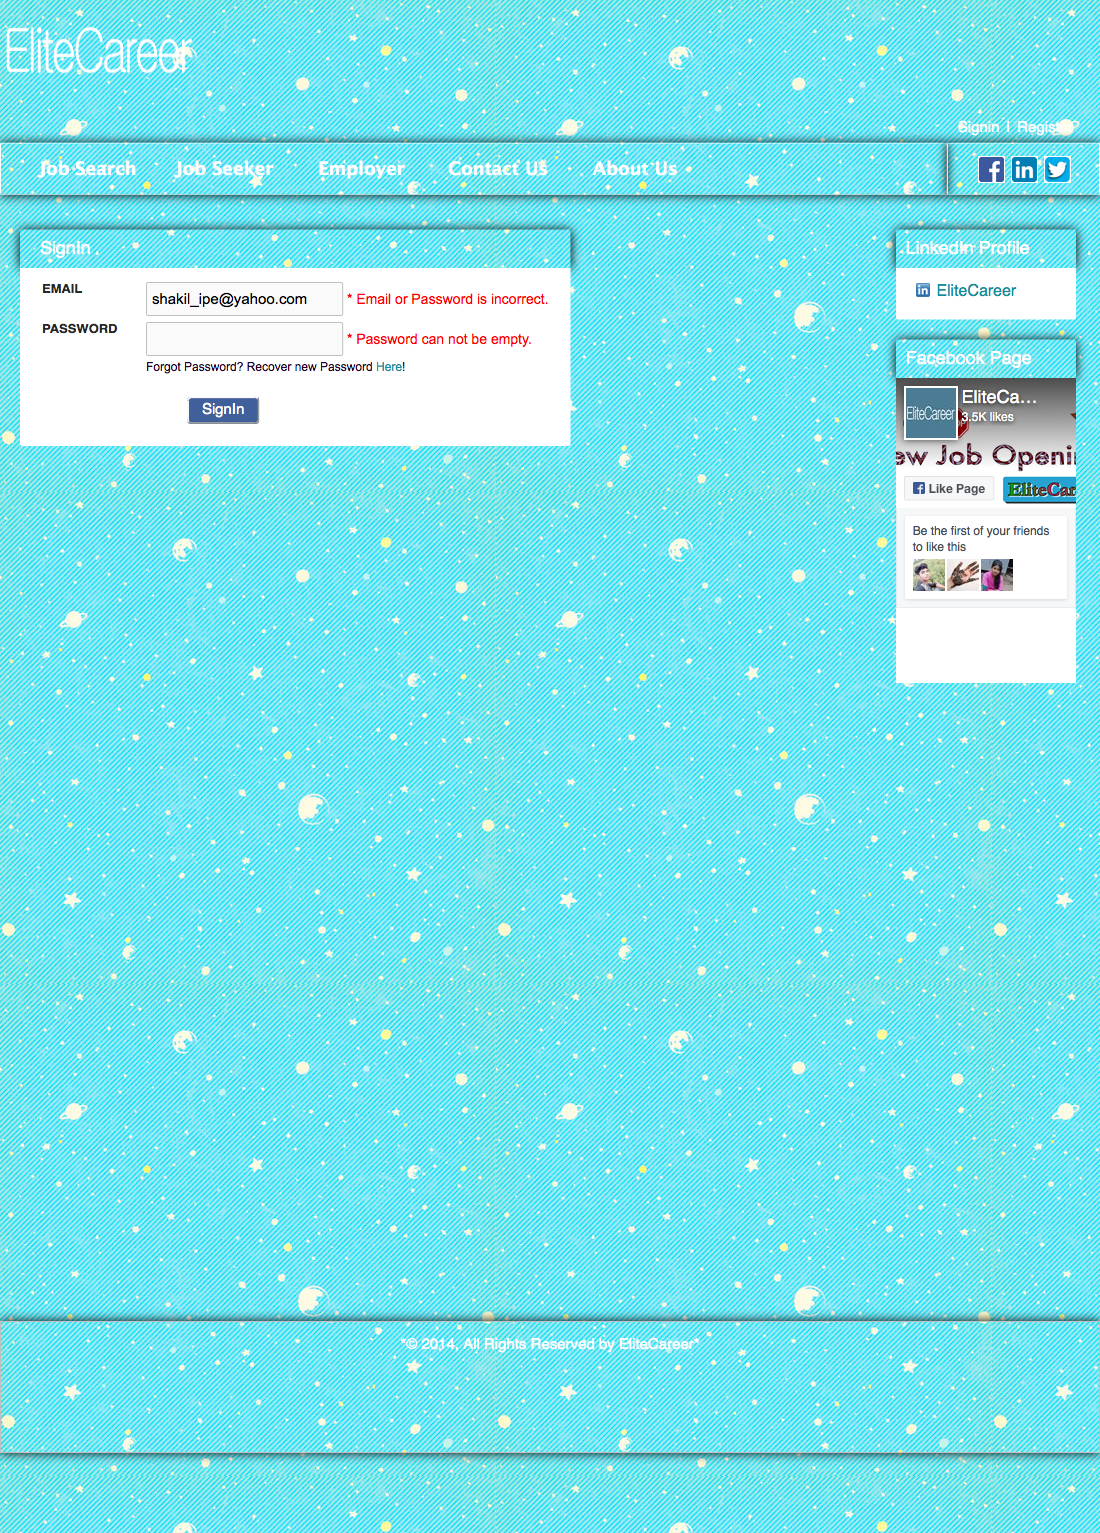 EliteCareer
Signin | Register
Job Search
Job Seeker
Employer
Contact US
About Us
SignIn
EMAIL
shakil_ipe@yahoo.com
* Email or Password is incorrect.
PASSWORD
* Password can not be empty.
Forgot Password? Recover new Password Here!
SignIn
LinkedIn Profile
EliteCareer
Facebook Page
EliteCareer
EliteCa...
3.5K likes
ew Job Openin
Like Page
EliteCar
Be the first of your friends
to like this
*© 2014, All Rights Reserved by EliteCareer*